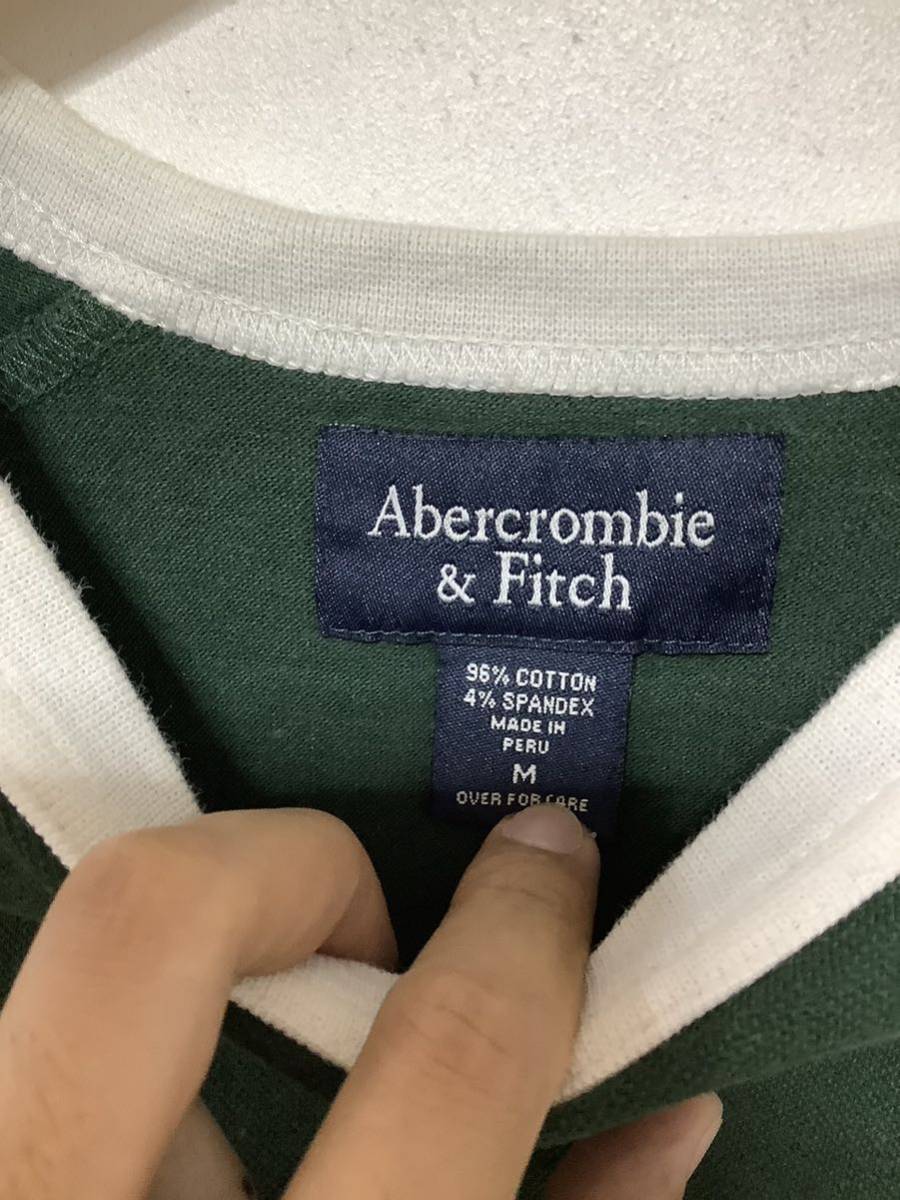 Abercrombie
& Fitch
96% COTTON
4% SPANDEX
MADE IN
PERU
M
OVER FOR CARE